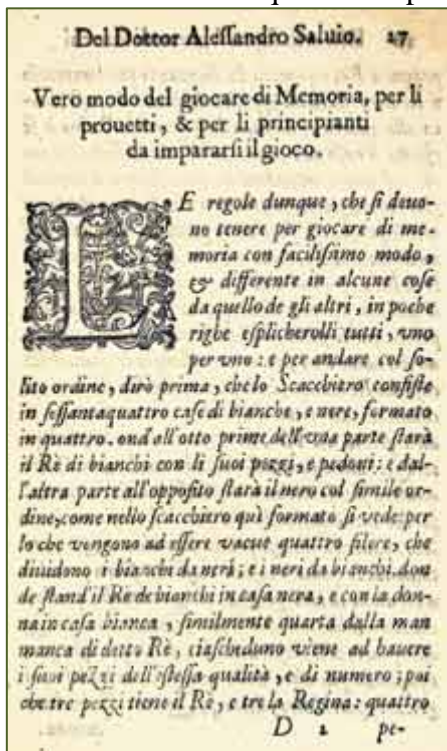 Del Dottor Alessandro Saluio. 27
Vero modo del giocare di Memoria, per li
prouetti, & per li principianti
da impararsi il gioco.
LE regole dunque, che si deuo-
no tenere per giocare di me-
moria con facilissimo modo,
& differente in alcune cose
da quello de gli altri, in poche
righe esplicherolli tutti, vno
per vno: e per andare col so-
lito ordine, dirò prima, che lo Scacchiero consiste
in sessantaquattro case di bianche, e nere, formato
in quattro. ond'all'otto prime dell'vna parte starà
il Rè di bianchi con li suoi pezzi, e pedoni: e dal-
l'altra parte all'opposito starà il nero col simile or-
dine, come nello scacchiero quì formato si vede: per
lo che vengono ad essere vacue quattro filere, che
diuidono i bianchi da neri; e i neri da bianchi. don
de stand'il Rè de bianchi in casa nera, e con la don-
na in casa bianca, similmente quarta dalla man
manca di detto Rè, ciascheduno viene ad hauere
i suoi pezzi dell'istessa qualità, e di numero; poi
che tre pezzi tiene il Rè, e tre la Regina: quattro
D 2 pe-